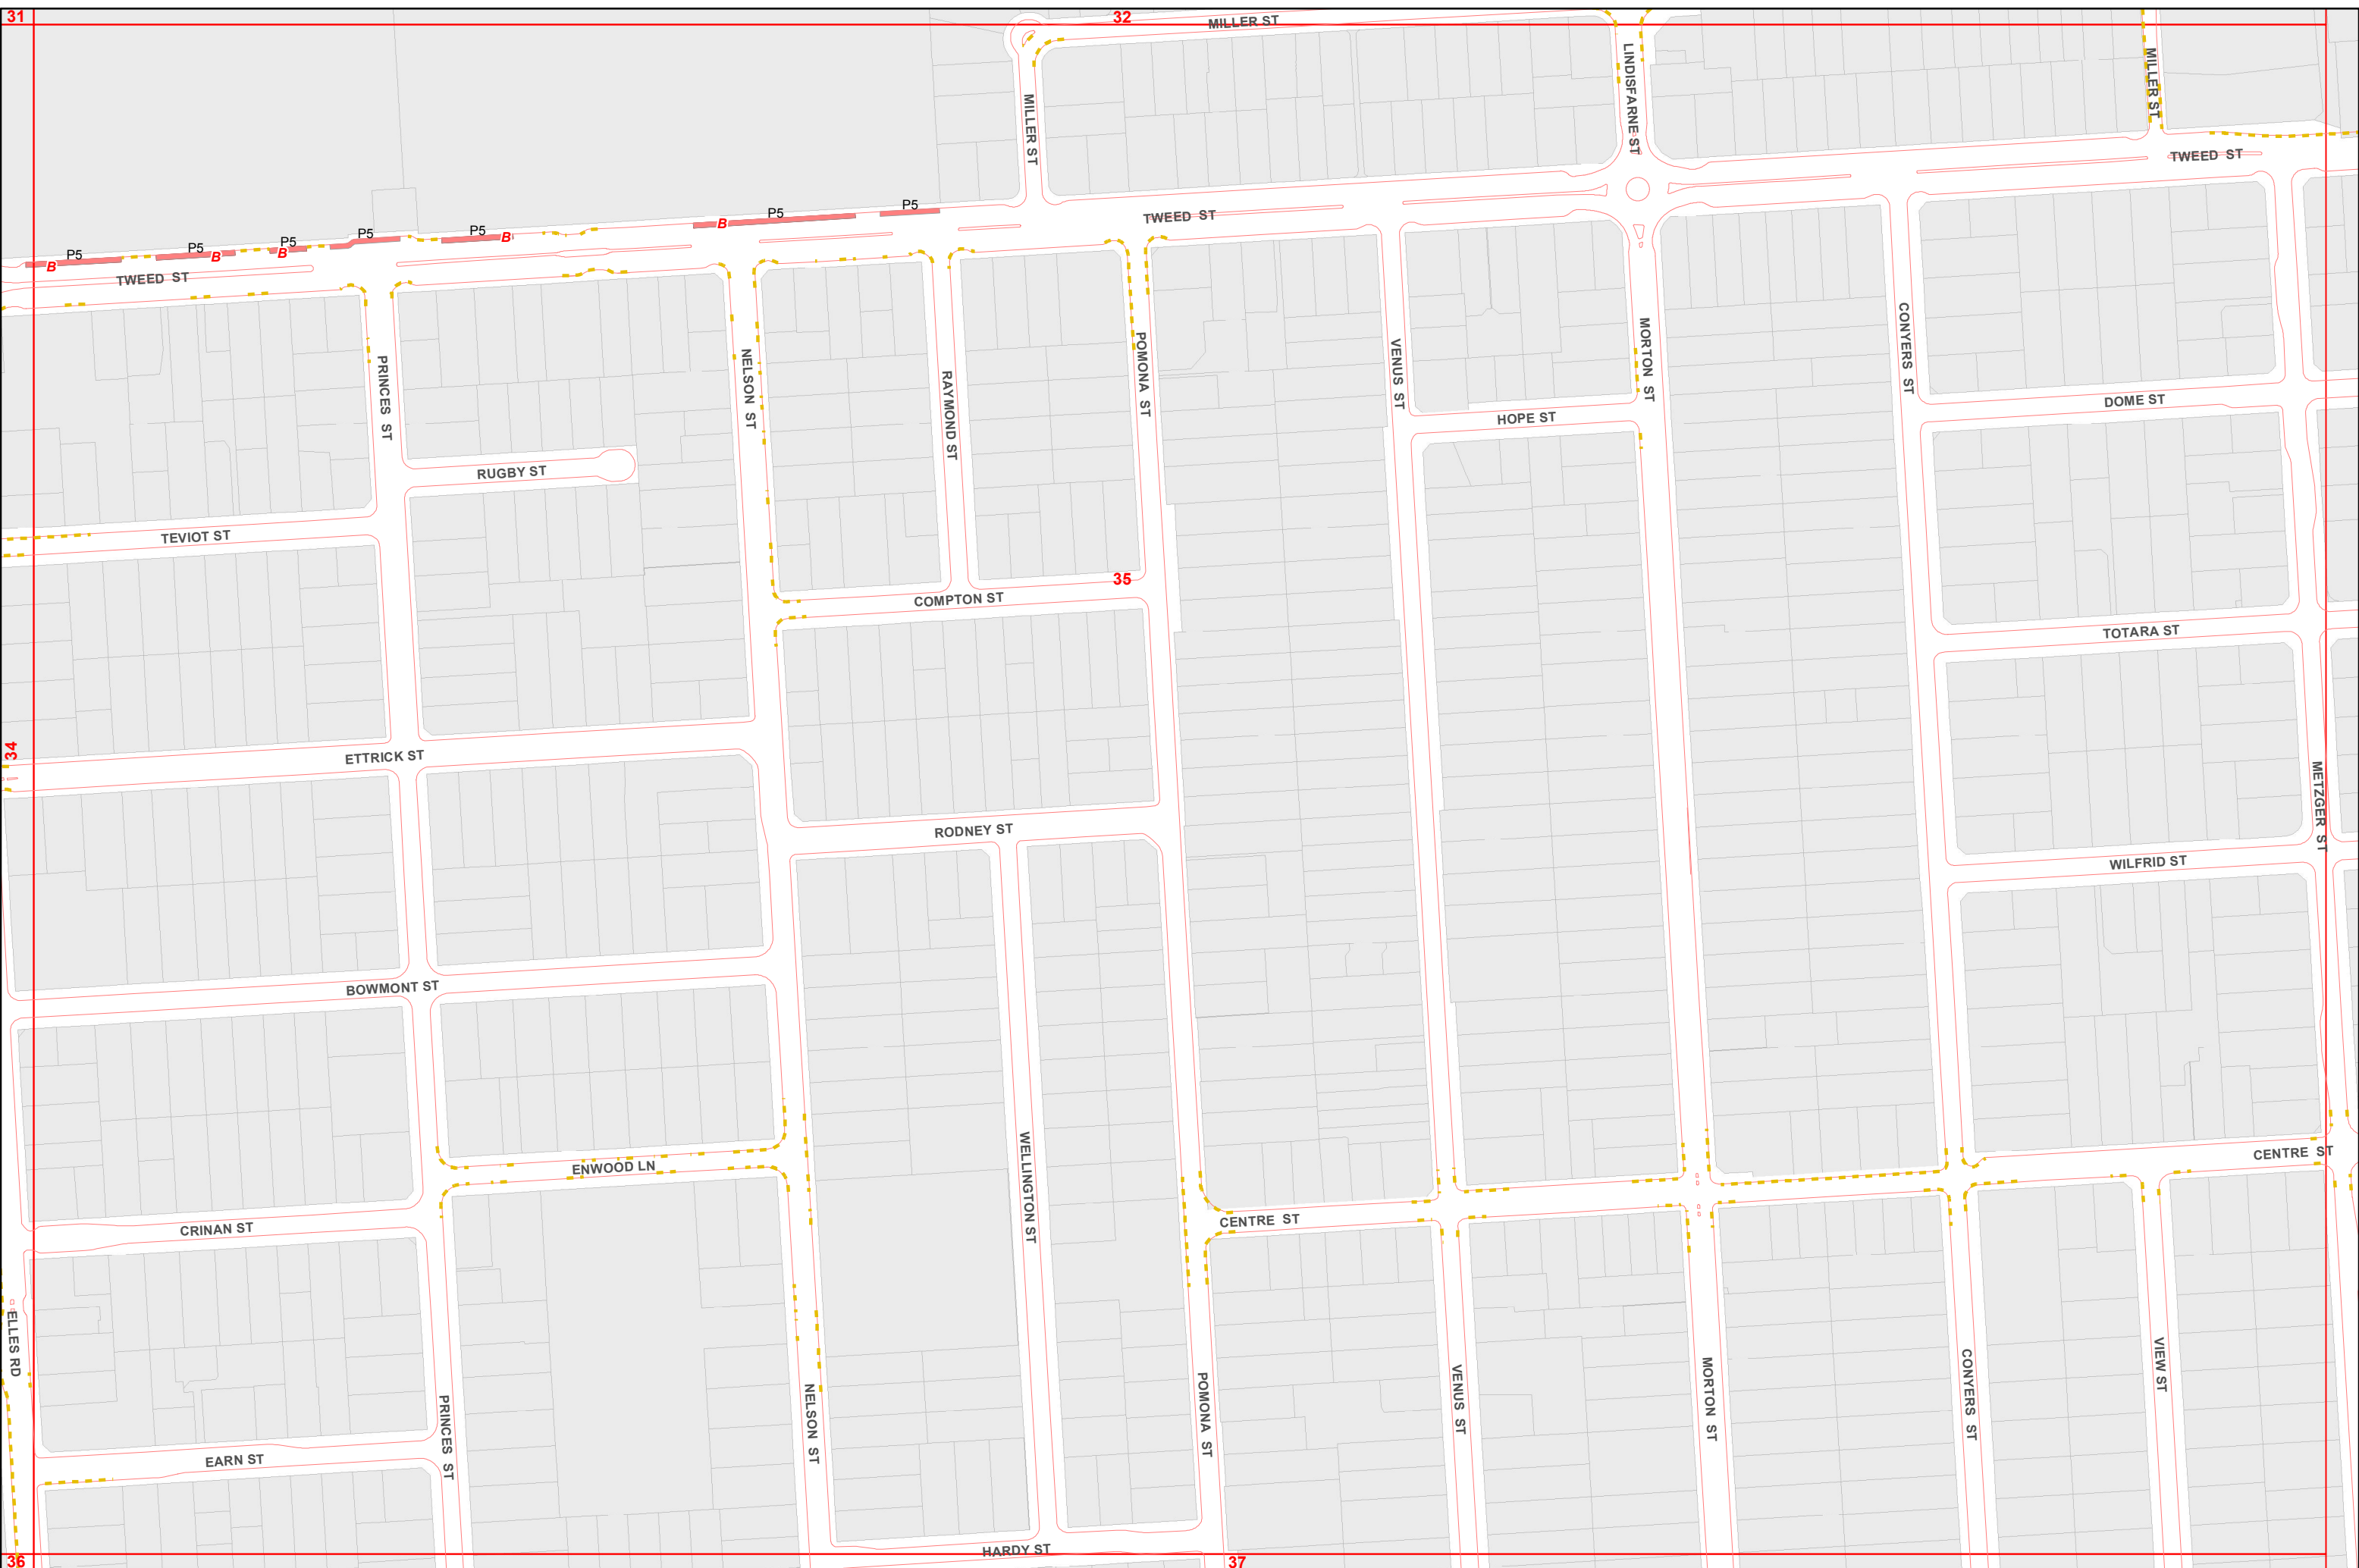 31
32
MILLER ST
LINDISFARNE ST
MILLER ST
MILLER ST
TWEED ST
P5
P5
B
TWEED ST
P5
B
P5
P5
B
P5
B
P5
B
TWEED ST
PRINCES ST
NELSON ST
RAYMOND ST
POMONA ST
VENUS ST
MORTON ST
CONYERS ST
DOME ST
HOPE ST
RUGBY ST
TEVIOT ST
35
COMPTON ST
TOTARA ST
34
ETTRICK ST
METZGER ST
RODNEY ST
WILFRID ST
BOWMONT ST
ENWOOD LN
WELLINGTON ST
CENTRE ST
CENTRE ST
CRINAN ST
ELLES RD
PRINCES ST
NELSON ST
POMONA ST
VENUS ST
MORTON ST
CONYERS ST
VIEW ST
EARN ST
HARDY ST
36
37